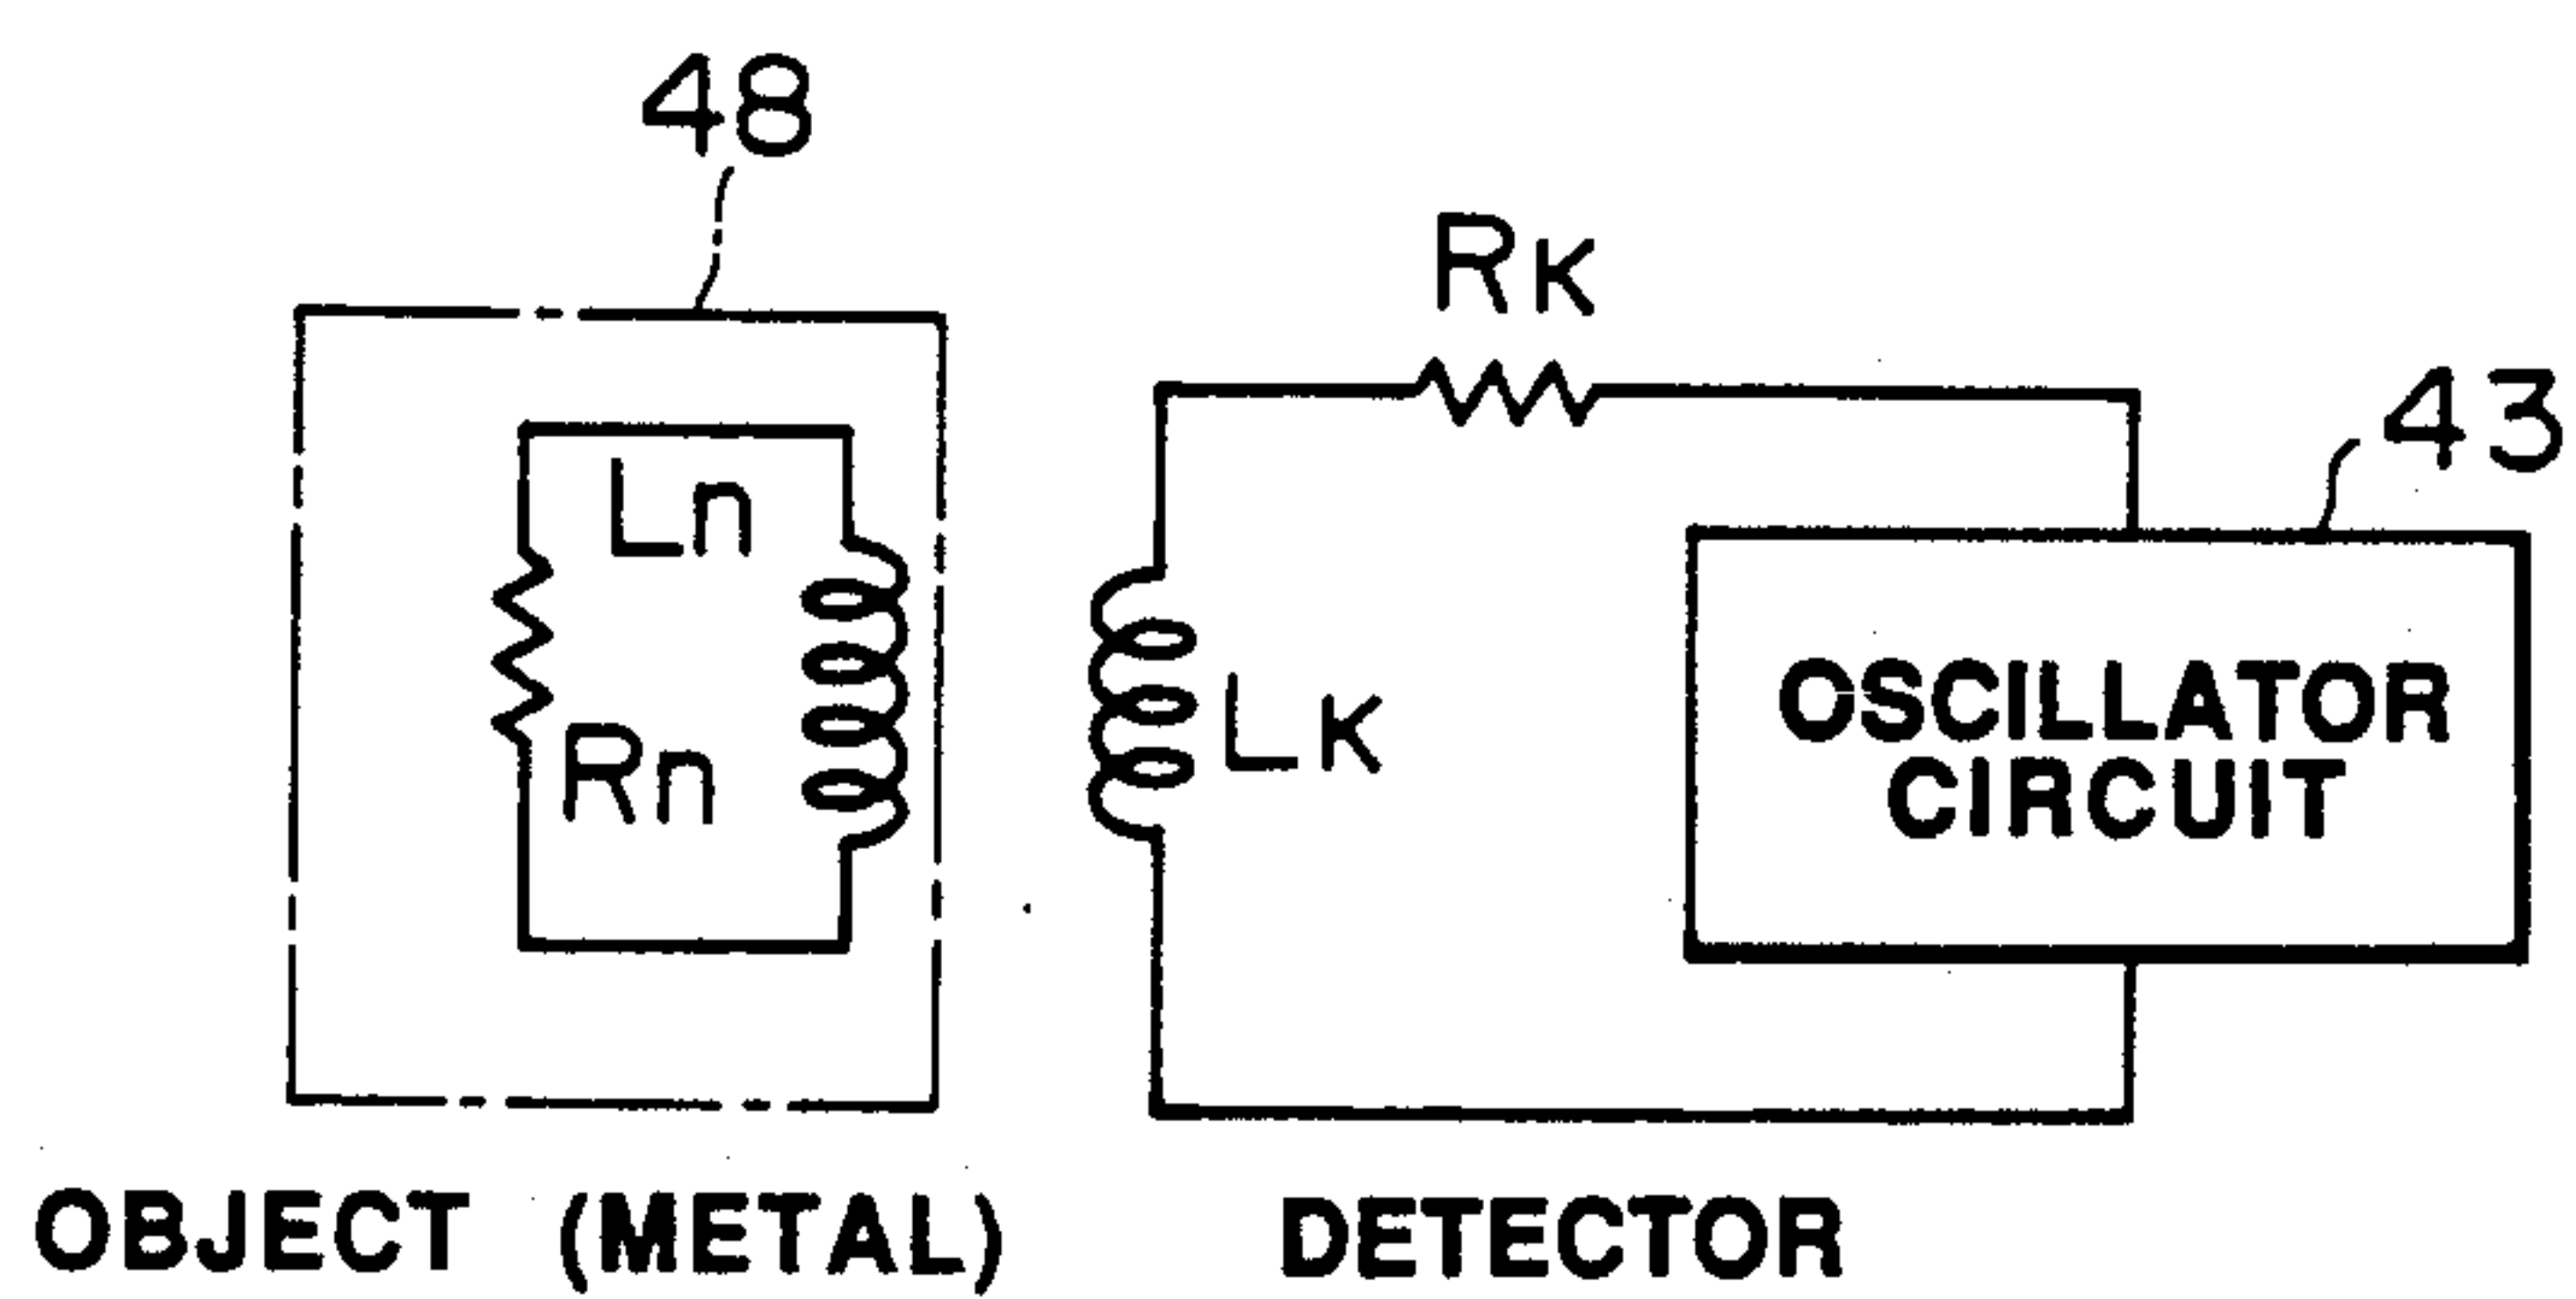 48
RK
43
Ln
Rn
LK
OSCILLATOR
CIRCUIT
OBJECT (METAL)
DETECTOR